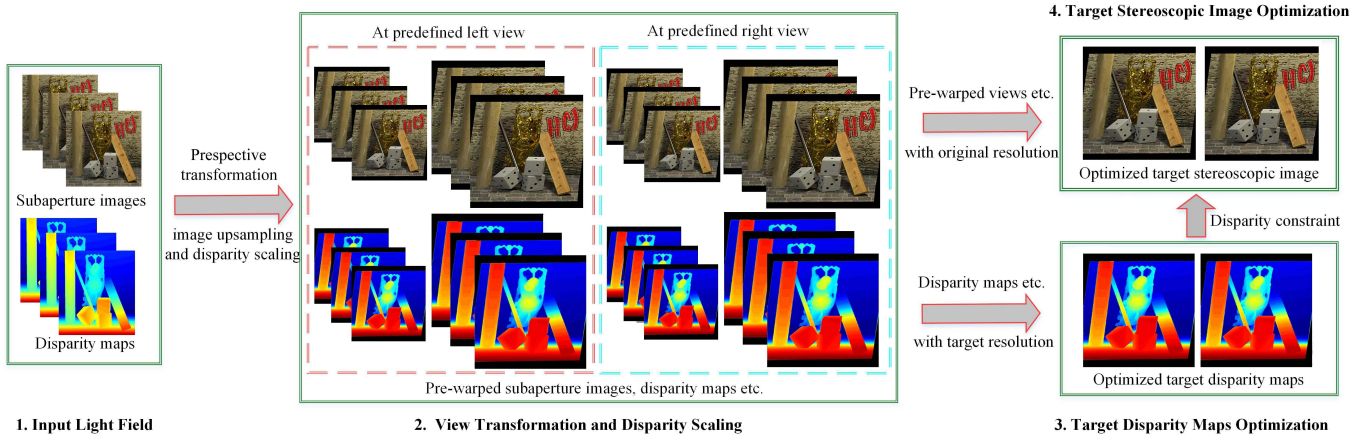 4. Target Stereoscopic Image Optimization
At predefined left view
At predefined right view
Subaperture images
Disparity maps
Prespective
transformation
image upsampling
and disparity scaling
Pre-warped subaperture images, disparity maps etc.
Pre-warped views etc.
with original resolution
Optimized target stereoscopic image
Disparity constraint
Disparity maps etc.
with target resolution
Optimized target disparity maps
1. Input Light Field
2. View Transformation and Disparity Scaling
3. Target Disparity Maps Optimization